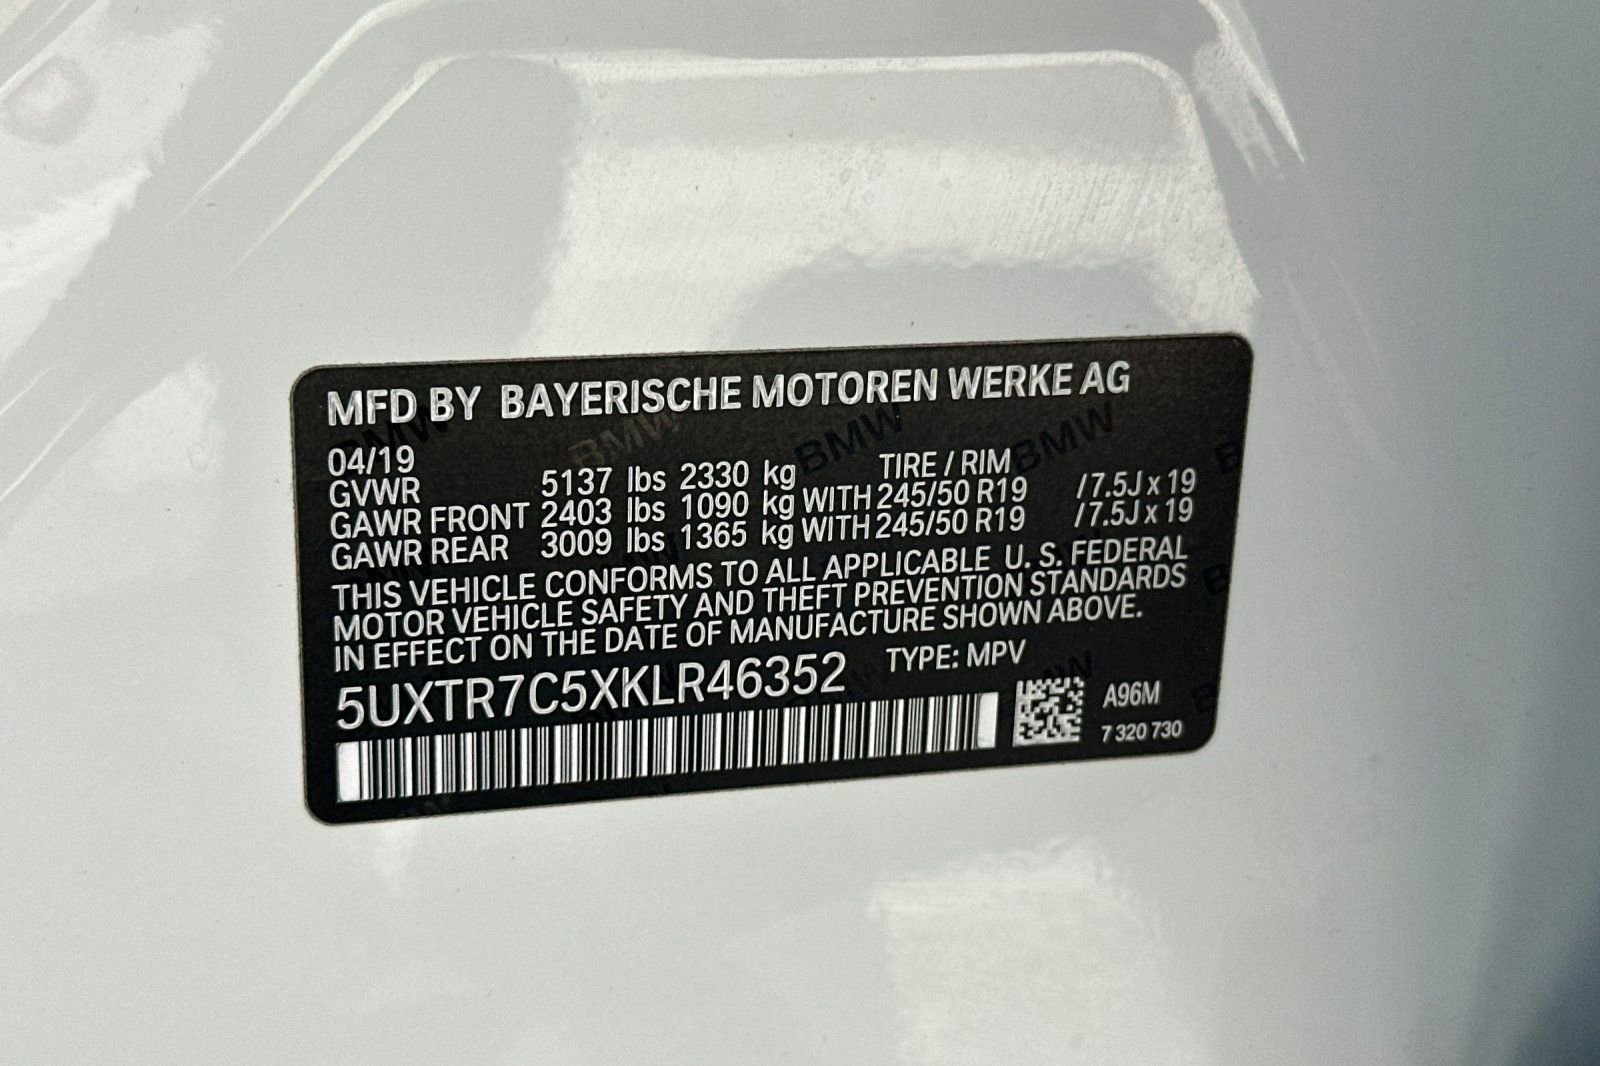 MFD BY BAYERISCHE MOTOREN WERKE AG
04/19 TIRE / RIM
GVWR 5137 lbs 2330 kg
GAWR FRONT 2403 lbs 1090 kg WITH 245/50 R19 /7.5J x 19
GAWR REAR 3009 lbs 1365 kg WITH 245/50 R19 /7.5J x 19
THIS VEHICLE CONFORMS TO ALL APPLICABLE U. S. FEDERAL
MOTOR VEHICLE SAFETY AND THEFT PREVENTION STANDARDS
IN EFFECT ON THE DATE OF MANUFACTURE SHOWN ABOVE.
5UXTR7C5XKLR46352 TYPE: MPV
A96M
7 320 730